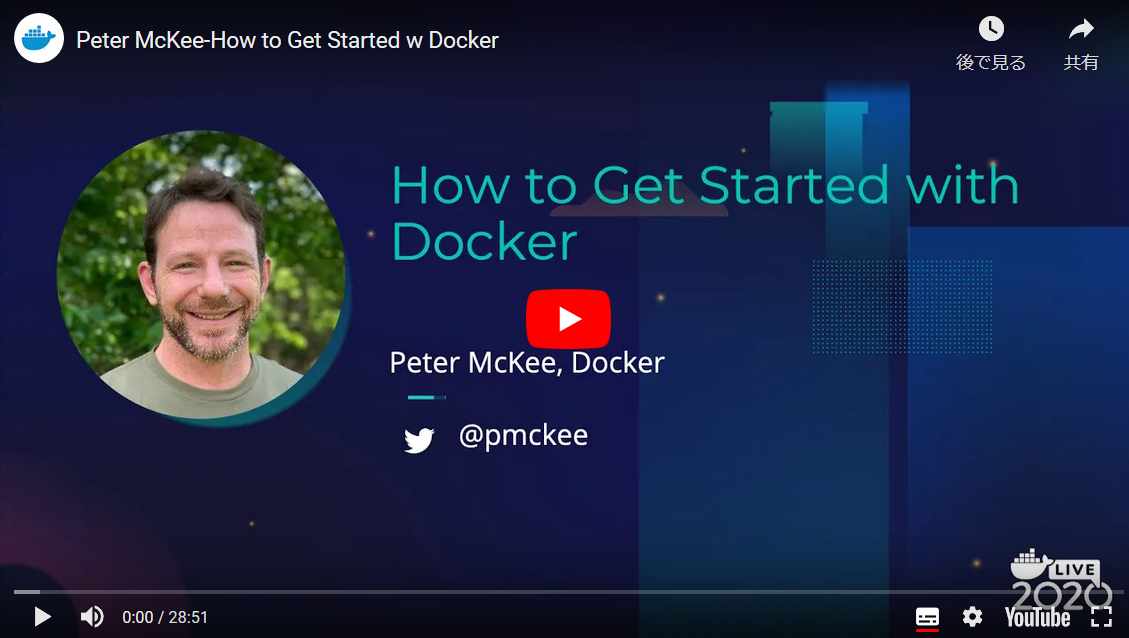 Peter McKee-How to Get Started w Docker
後で見る
共有
How to Get Started with
Docker
Peter McKee, Docker
@pmckee
LIVE
2020
0:00 / 28:51
YouTube